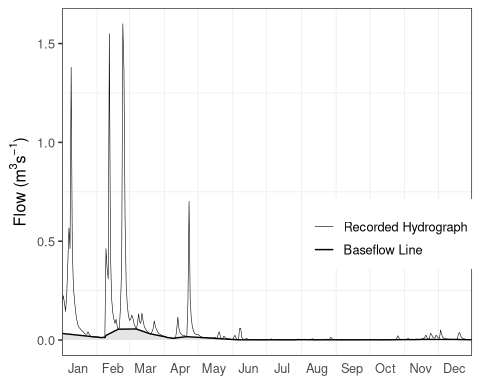 Flow (m³s⁻¹)
1.5
1.0
0.5
0.0
Recorded Hydrograph
Baseflow Line
Jan Feb Mar Apr May Jun Jul Aug Sep Oct Nov Dec